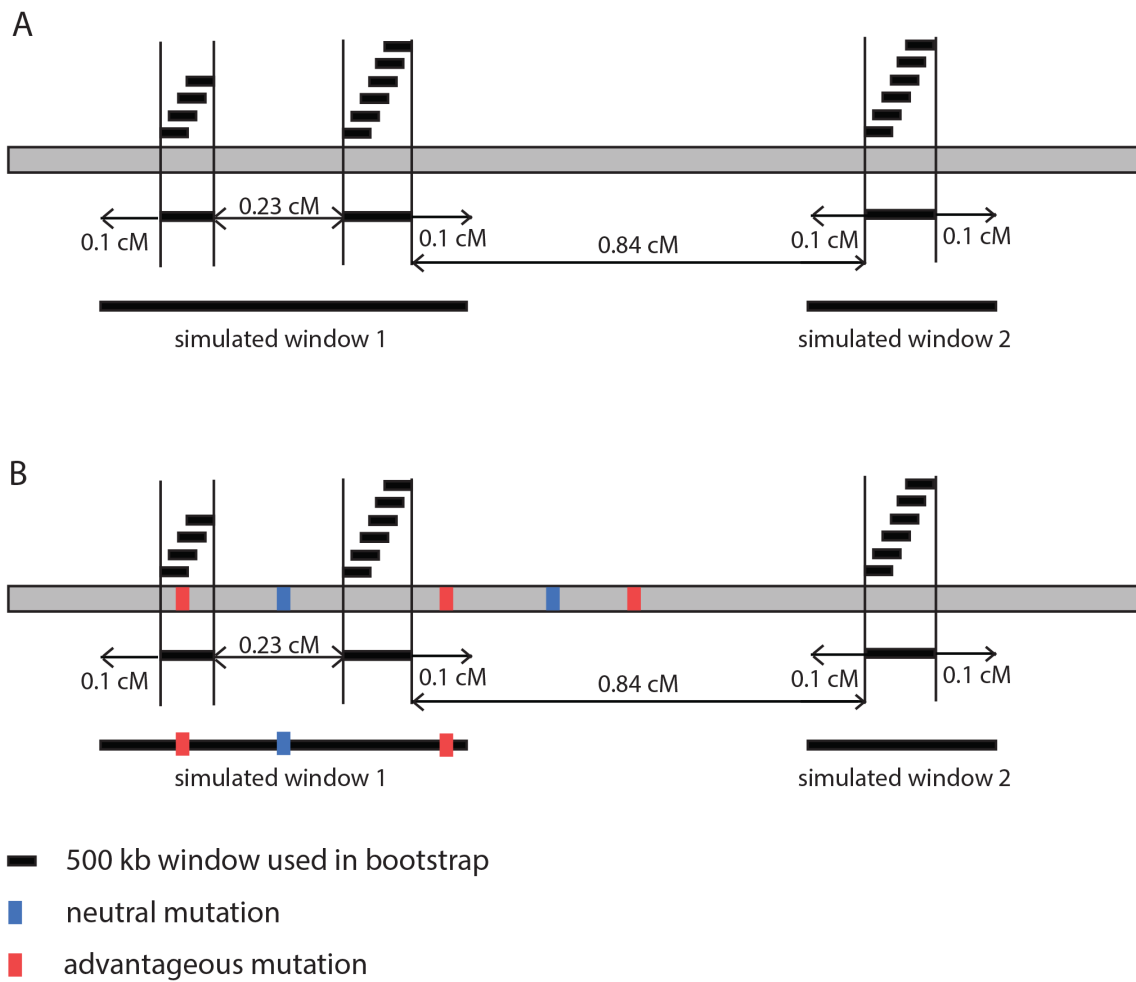 A
0.23 cM
0.1 cM
0.1 cM
0.84 cM
0.1 cM
0.1 cM
simulated window 1
simulated window 2
B
0.23 cM
0.1 cM
0.1 cM
0.84 cM
0.1 cM
0.1 cM
simulated window 1
simulated window 2
500 kb window used in bootstrap
neutral mutation
advantageous mutation